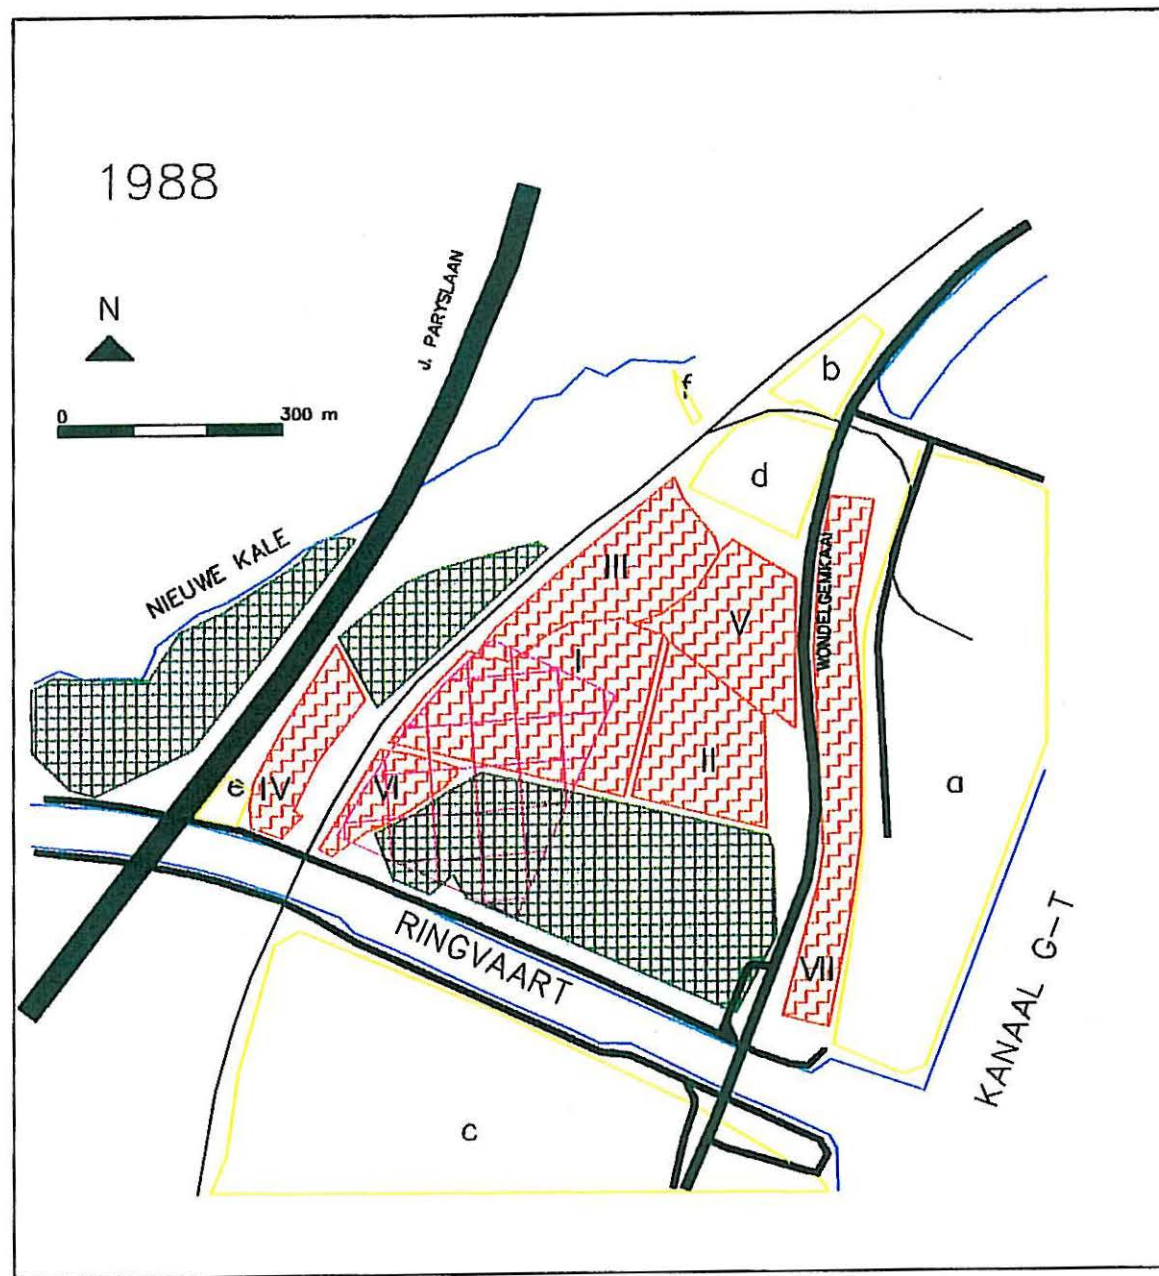 1988
N
0 300 m
J. PARYSLAAN
NIEUWE KALE
WONDELGEMKAAI
RINGVAART
KANAAL G-T
b
f
d
III
V
I
II
e
IV
VI
a
VII
c